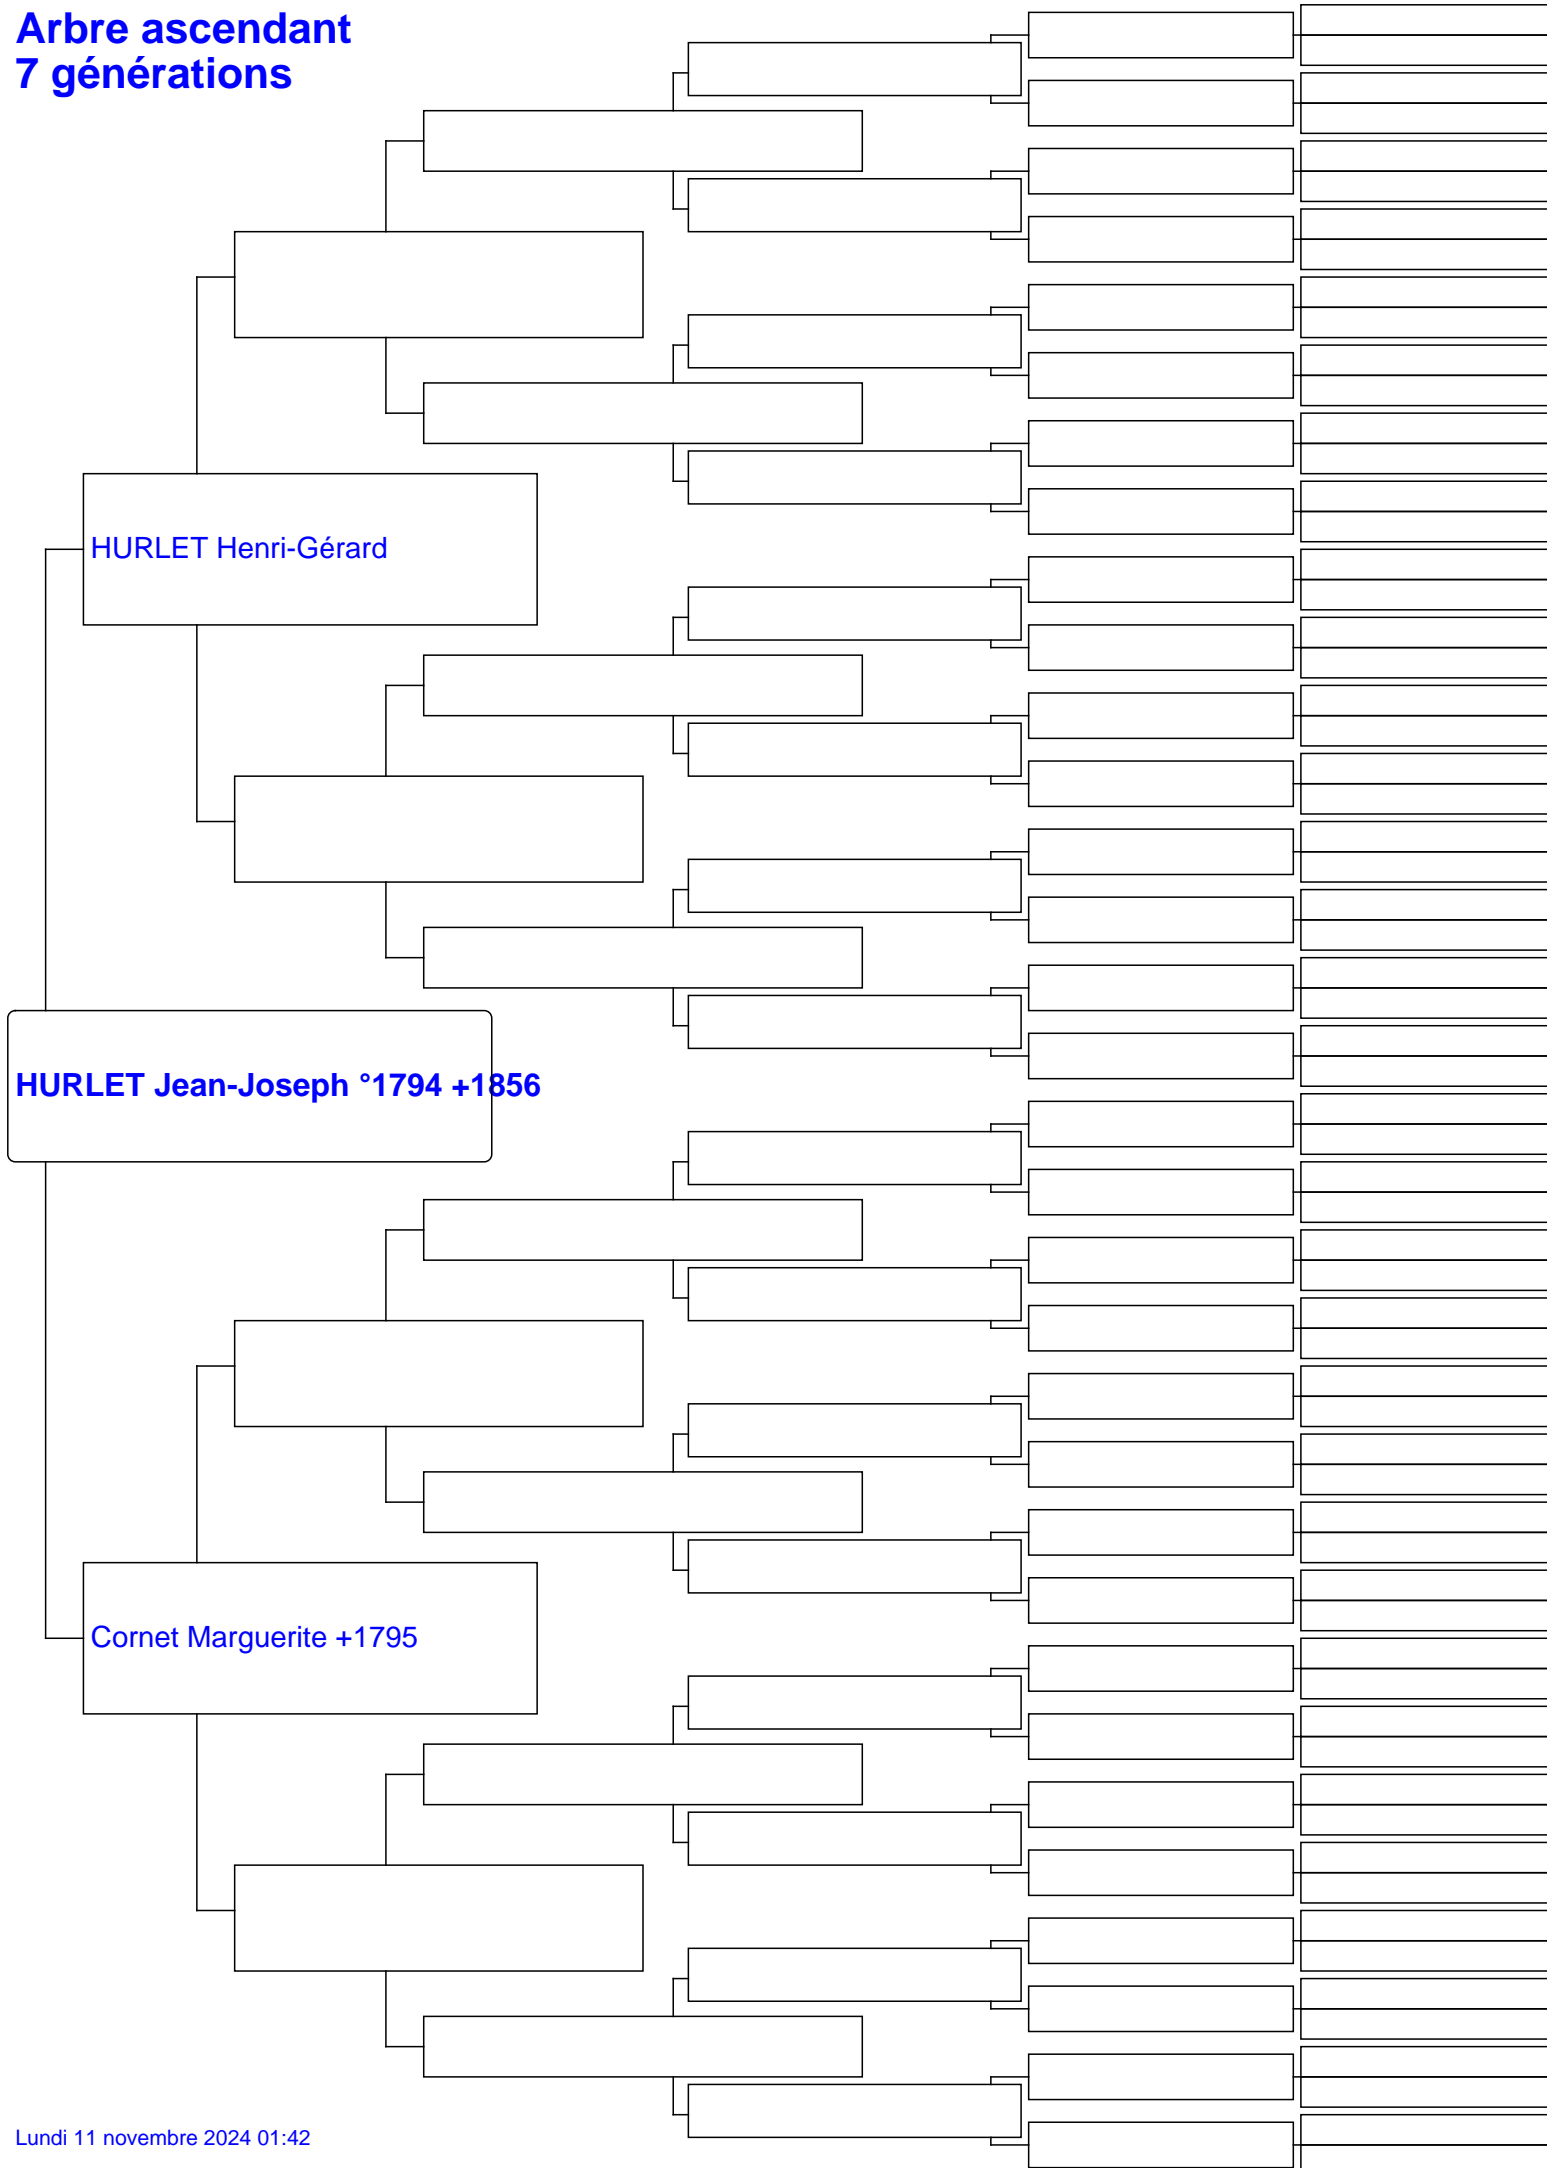 Arbre ascendant
7 générations
HURLET Henri-Gérard
HURLET Jean-Joseph °1794 +1856
Cornet Marguerite +1795
Lundi 11 novembre 2024 01:42